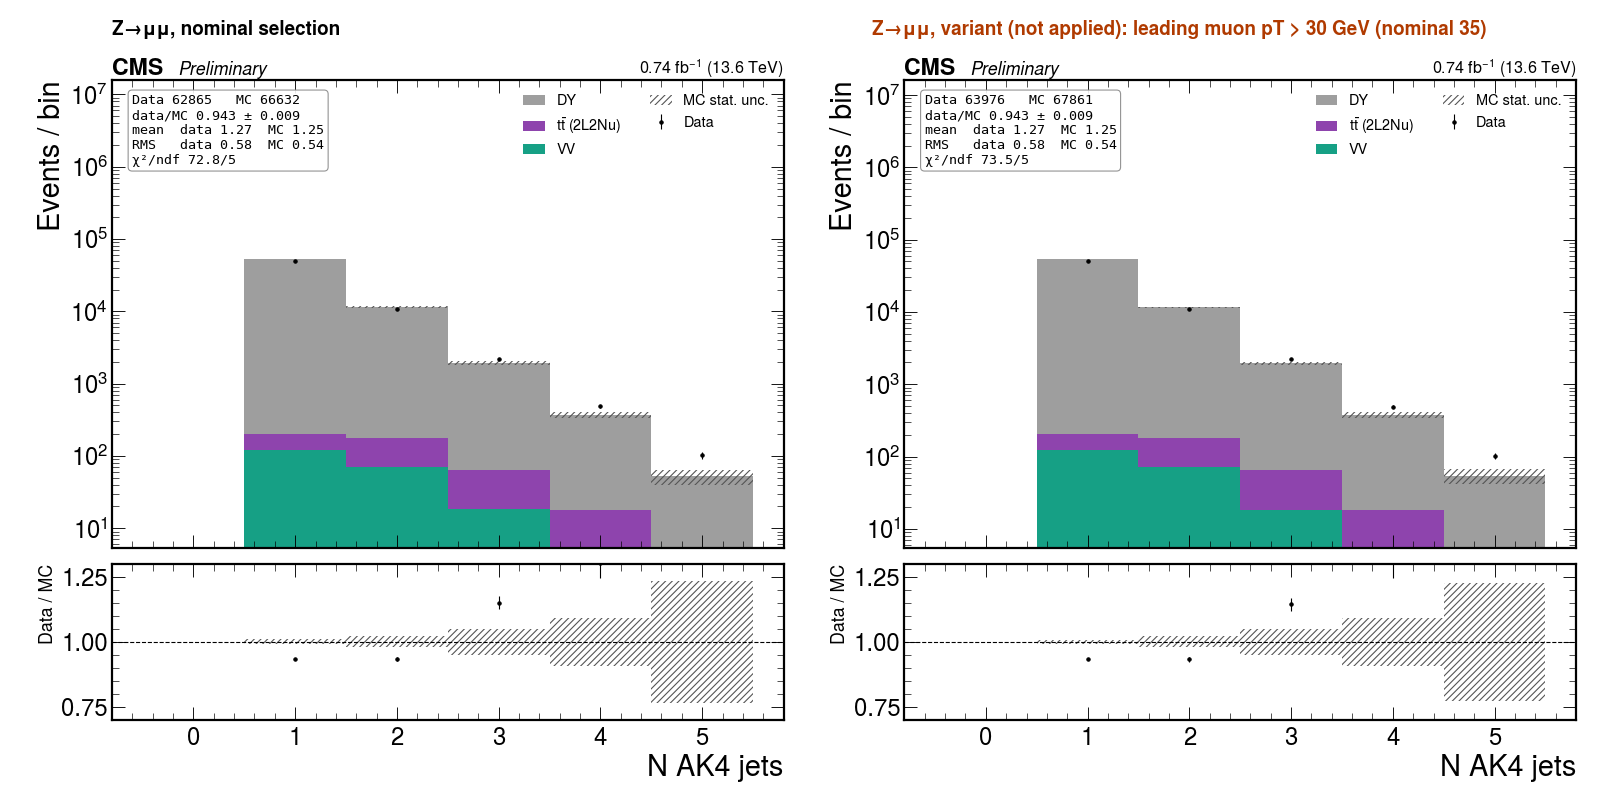 Z→μμ, nominal selection
CMS Preliminary 0.74 fb⁻¹ (13.6 TeV)
Data 62865 MC 66632
data/MC 0.943 ± 0.009
mean data 1.27 MC 1.25
RMS data 0.58 MC 0.54
χ²/ndf 72.8/5
DY
tt̄ (2L2Nu)
VV
MC stat. unc.
Data
Events / bin
10⁷
10⁶
10⁵
10⁴
10³
10²
10¹
Data / MC
1.25
1.00
0.75
0 1 2 3 4 5
N AK4 jets
Z→μμ, variant (not applied): leading muon pT > 30 GeV (nominal 35)
CMS Preliminary 0.74 fb⁻¹ (13.6 TeV)
Data 63976 MC 67861
data/MC 0.943 ± 0.009
mean data 1.27 MC 1.25
RMS data 0.58 MC 0.54
χ²/ndf 73.5/5
DY
tt̄ (2L2Nu)
VV
MC stat. unc.
Data
Events / bin
10⁷
10⁶
10⁵
10⁴
10³
10²
10¹
Data / MC
1.25
1.00
0.75
0 1 2 3 4 5
N AK4 jets